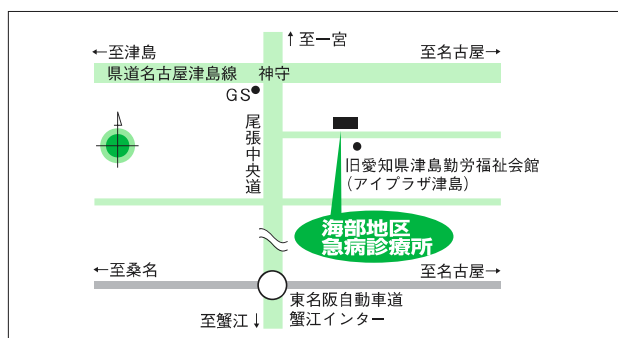 ↑至一宮
←至津島
至名古屋→
県道名古屋津島線
神守
GS
尾張中央道
旧愛知県津島勤労福祉会館
(アイプラザ津島)
海部地区
急病診療所
←至桑名
至名古屋→
東名阪自動車道
蟹江インター
至蟹江↓